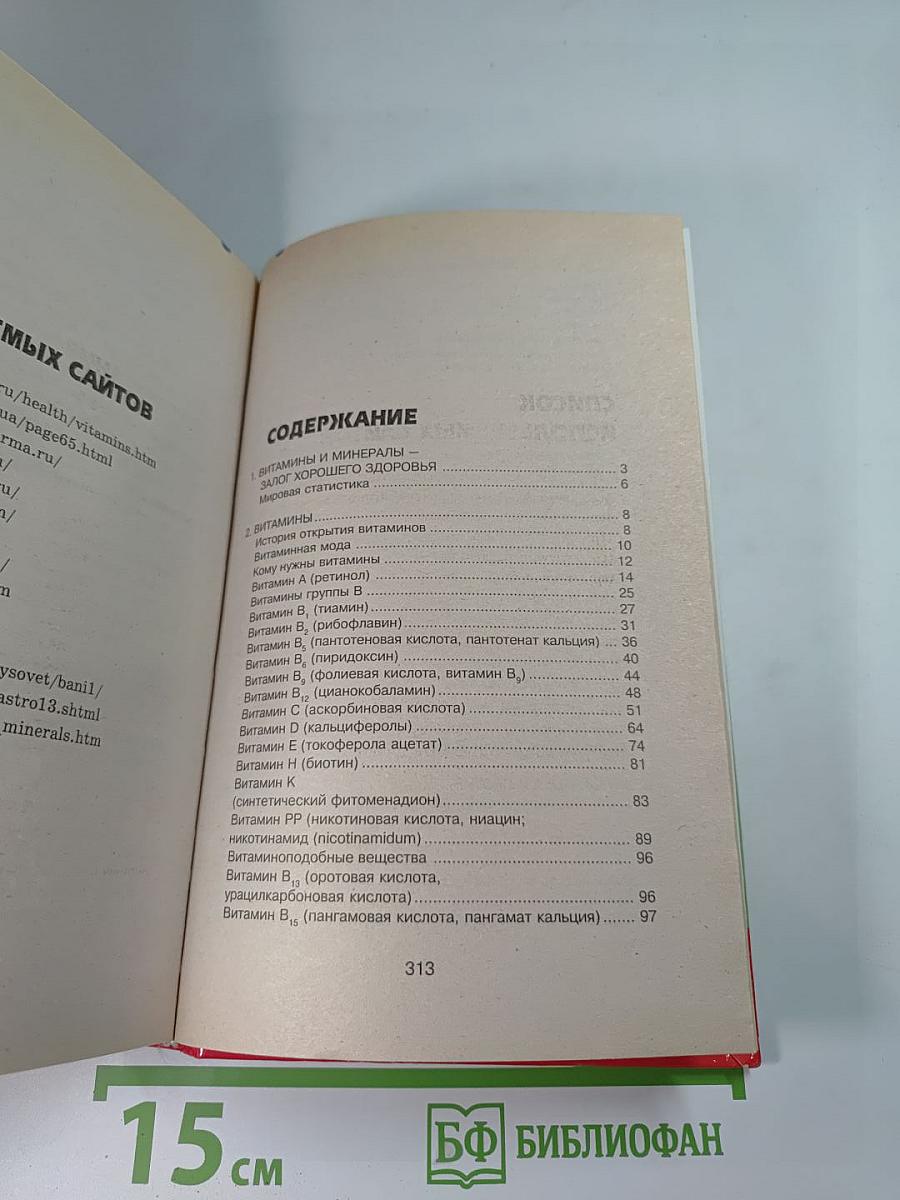 МЫХ САЙТОВ
ru/health/vitamins.htm
ua/page65.html
rma.ru/
ru/
ysovet/bani1/
astro13.shtml
_minerals.htm
СОДЕРЖАНИЕ
1. ВИТАМИНЫ И МИНЕРАЛЫ —
ЗАЛОГ ХОРОШЕГО ЗДОРОВЬЯ ........ 3
Мировая статистика ........ 6
2. ВИТАМИНЫ ........ 8
История открытия витаминов ........ 8
Витаминная мода ........ 10
Кому нужны витамины ........ 12
Витамин А (ретинол) ........ 14
Витамины группы В ........ 25
Витамин В1 (тиамин) ........ 27
Витамин В2 (рибофлавин) ........ 31
Витамин В5 (пантотеновая кислота, пантотенат кальция) ... 36
Витамин В6 (пиридоксин) ........ 40
Витамин В9 (фолиевая кислота, витамин В9) ........ 44
Витамин В12 (цианокобаламин) ........ 48
Витамин С (аскорбиновая кислота) ........ 51
Витамин D (кальциферолы) ........ 64
Витамин Е (токоферола ацетат) ........ 74
Витамин Н (биотин) ........ 81
Витамин К
(синтетический фитоменадион) ........ 83
Витамин РР (никотиновая кислота, ниацин;
никотинамид (nicotinamidum) ........ 89
Витаминоподобные вещества ........ 96
Витамин В13 (оротовая кислота,
урацилкарбоновая кислота) ........ 96
Витамин В15 (пангамовая кислота, пангамат кальция) ....... 97
313
15 см
БФ БИБЛИОФАН